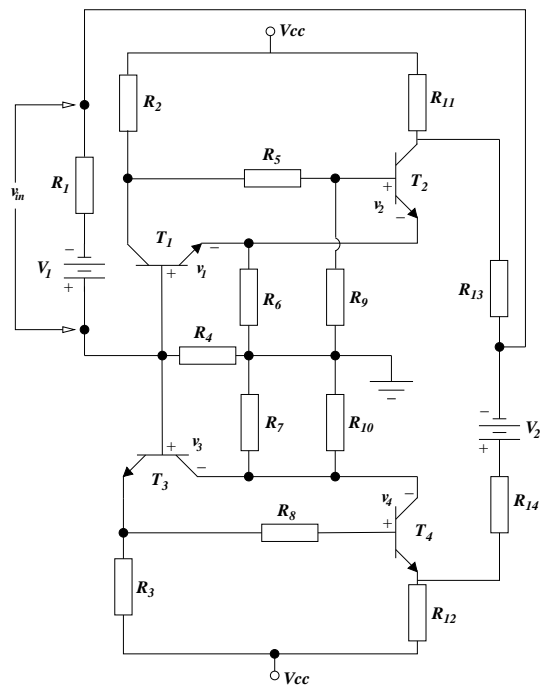 Vcc
R2
R11
R5
T2
+
v2
−
R1
vin
T1
−
v1
+
−
V1
+
R6
R9
R13
R4
R7
R10
−
V2
+
v3
+
−
T3
v4
−
+
T4
R8
R14
R3
R12
Vcc